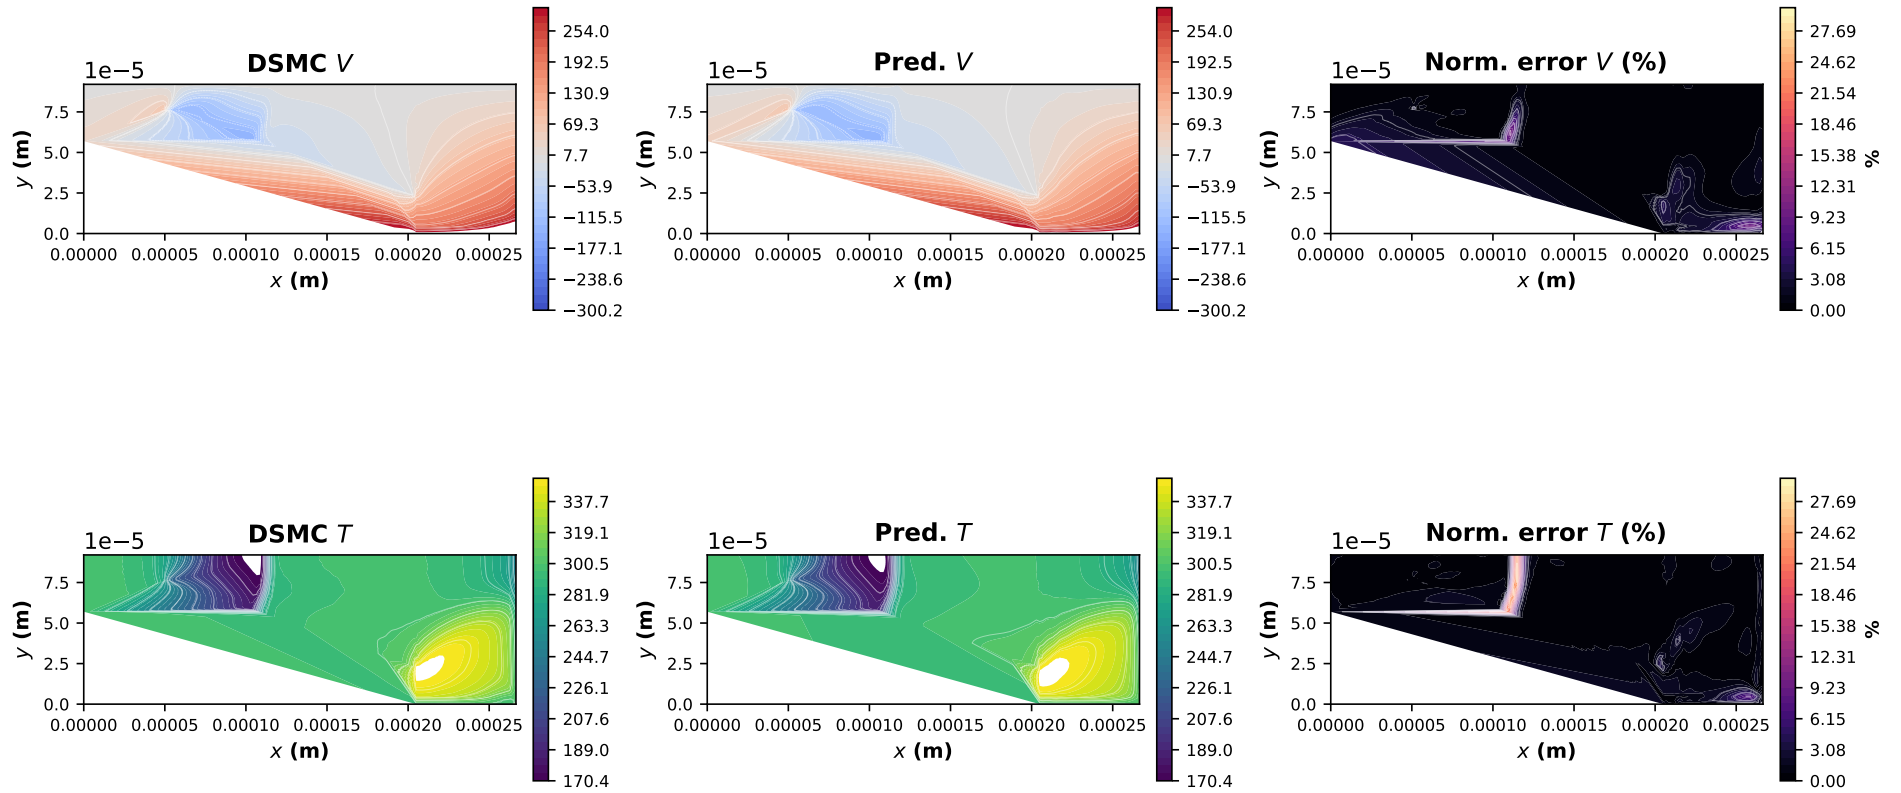 DSMC V
1e−5
7.5
5.0
2.5
0.0
y (m)
0.00000 0.00005 0.00010 0.00015 0.00020 0.00025
x (m)
254.0
192.5
130.9
69.3
7.7
−53.9
−115.5
−177.1
−238.6
−300.2
Pred. V
1e−5
7.5
5.0
2.5
0.0
y (m)
0.00000 0.00005 0.00010 0.00015 0.00020 0.00025
x (m)
254.0
192.5
130.9
69.3
7.7
−53.9
−115.5
−177.1
−238.6
−300.2
Norm. error V (%)
1e−5
7.5
5.0
2.5
0.0
y (m)
0.00000 0.00005 0.00010 0.00015 0.00020 0.00025
x (m)
27.69
24.62
21.54
18.46
15.38
12.31
9.23
6.15
3.08
0.00
%
DSMC T
1e−5
7.5
5.0
2.5
0.0
y (m)
0.00000 0.00005 0.00010 0.00015 0.00020 0.00025
x (m)
337.7
319.1
300.5
281.9
263.3
244.7
226.1
207.6
189.0
170.4
Pred. T
1e−5
7.5
5.0
2.5
0.0
y (m)
0.00000 0.00005 0.00010 0.00015 0.00020 0.00025
x (m)
337.7
319.1
300.5
281.9
263.3
244.7
226.1
207.6
189.0
170.4
Norm. error T (%)
1e−5
7.5
5.0
2.5
0.0
y (m)
0.00000 0.00005 0.00010 0.00015 0.00020 0.00025
x (m)
27.69
24.62
21.54
18.46
15.38
12.31
9.23
6.15
3.08
0.00
%